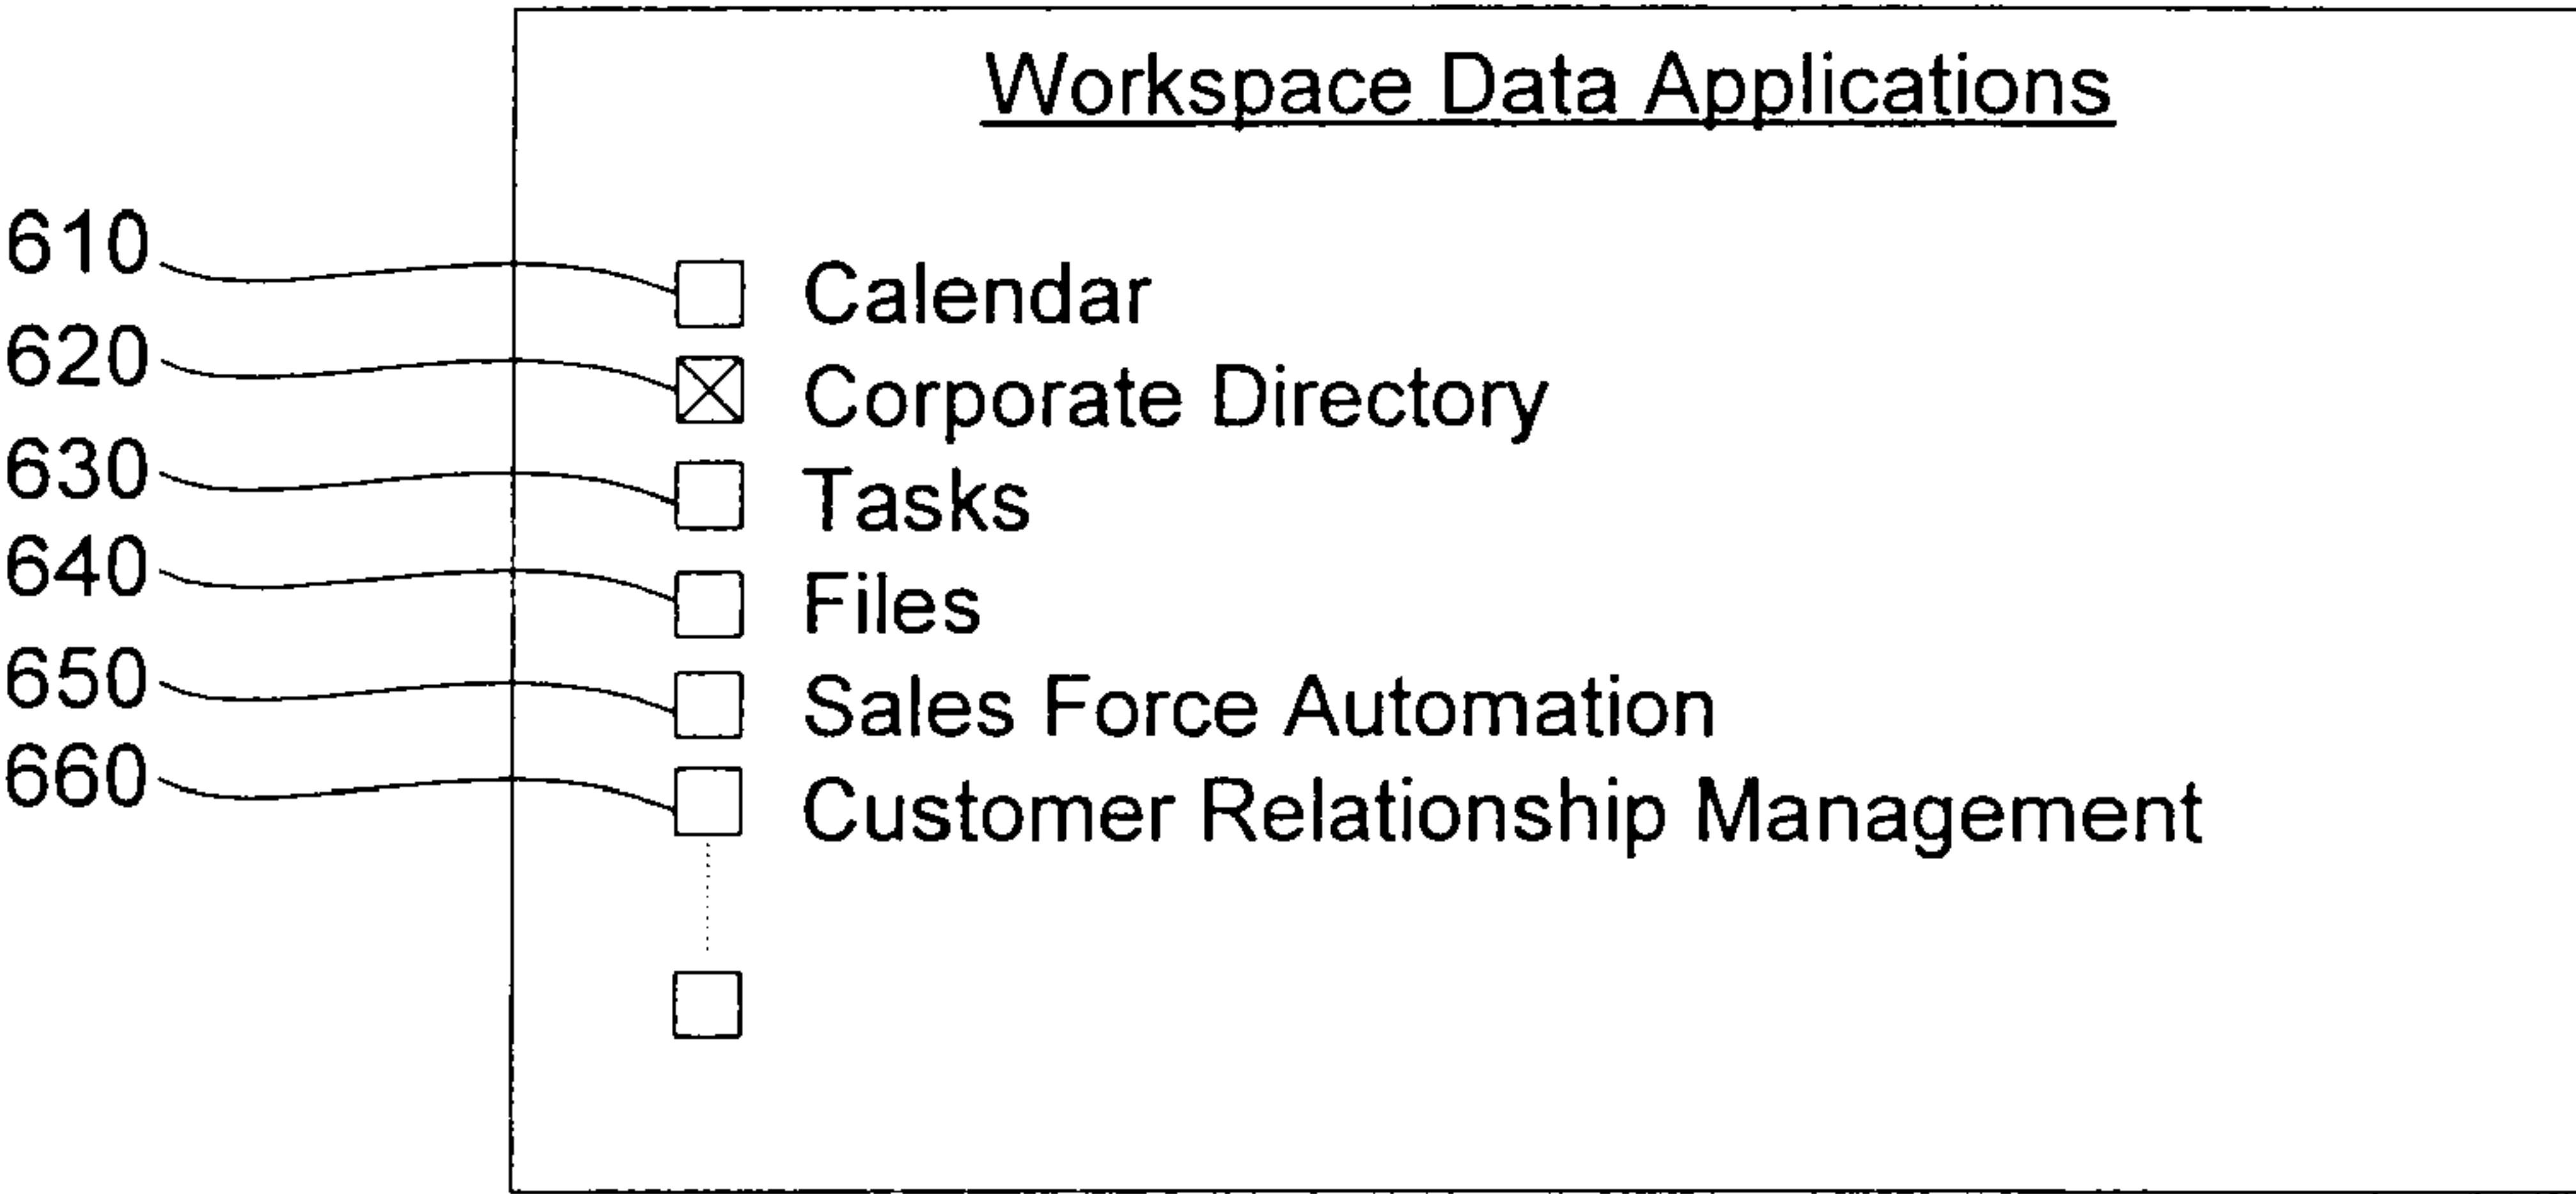 Workspace Data Applications
610 Calendar
620 Corporate Directory
630 Tasks
640 Files
650 Sales Force Automation
660 Customer Relationship Management